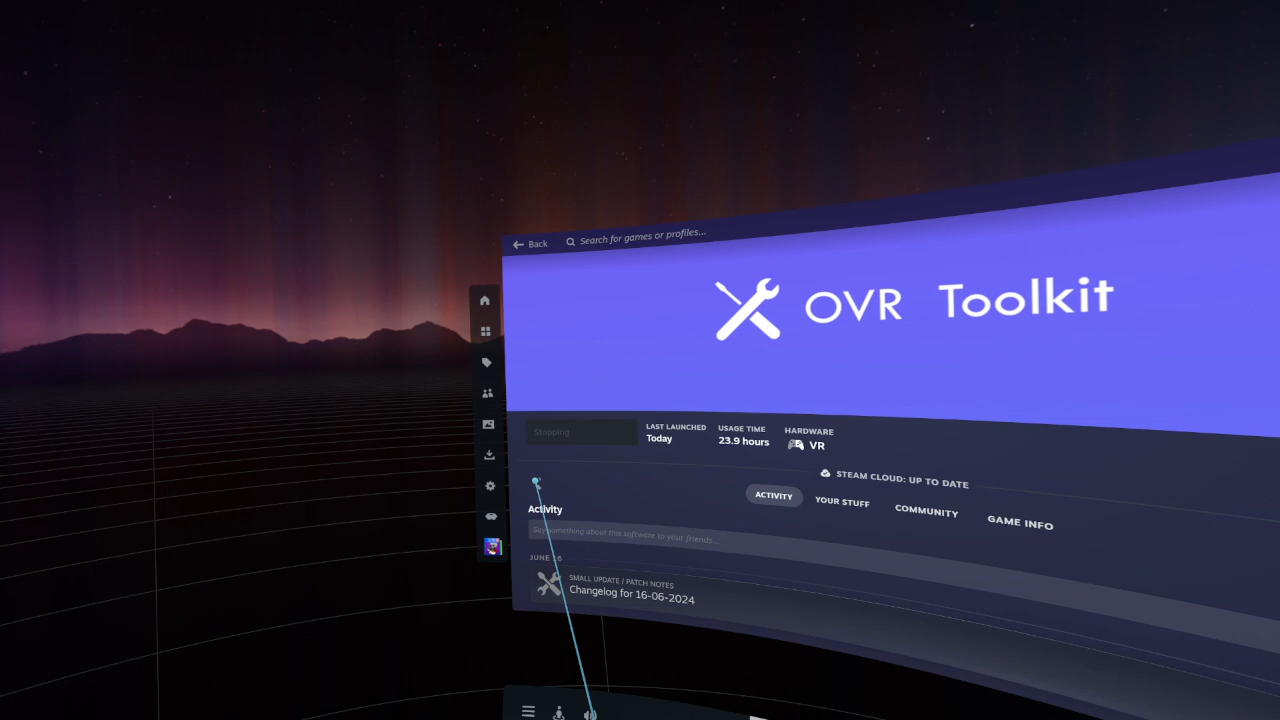 Back
Search for games or profiles...
OVR Toolkit
Stopping
LAST LAUNCHED
Today
USAGE TIME
23.9 hours
HARDWARE
VR
STEAM CLOUD: UP TO DATE
ACTIVITY
YOUR STUFF
COMMUNITY
GAME INFO
Activity
Say something about this software to your friends...
JUNE 16
SMALL UPDATE / PATCH NOTES
Changelog for 16-06-2024